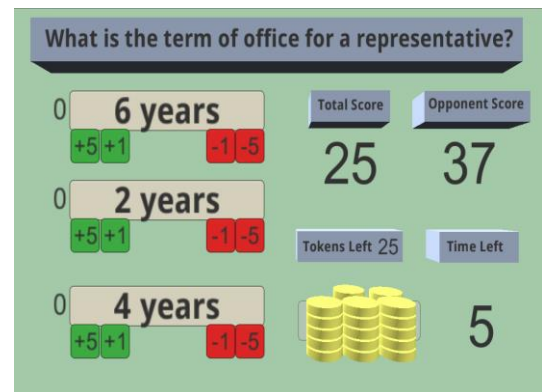 What is the term of office for a representative?
0 6 years
+5 +1 -1 -5
0 2 years
+5 +1 -1 -5
0 4 years
+5 +1 -1 -5
Total Score Opponent Score
25 37
Tokens Left 25 Time Left
5